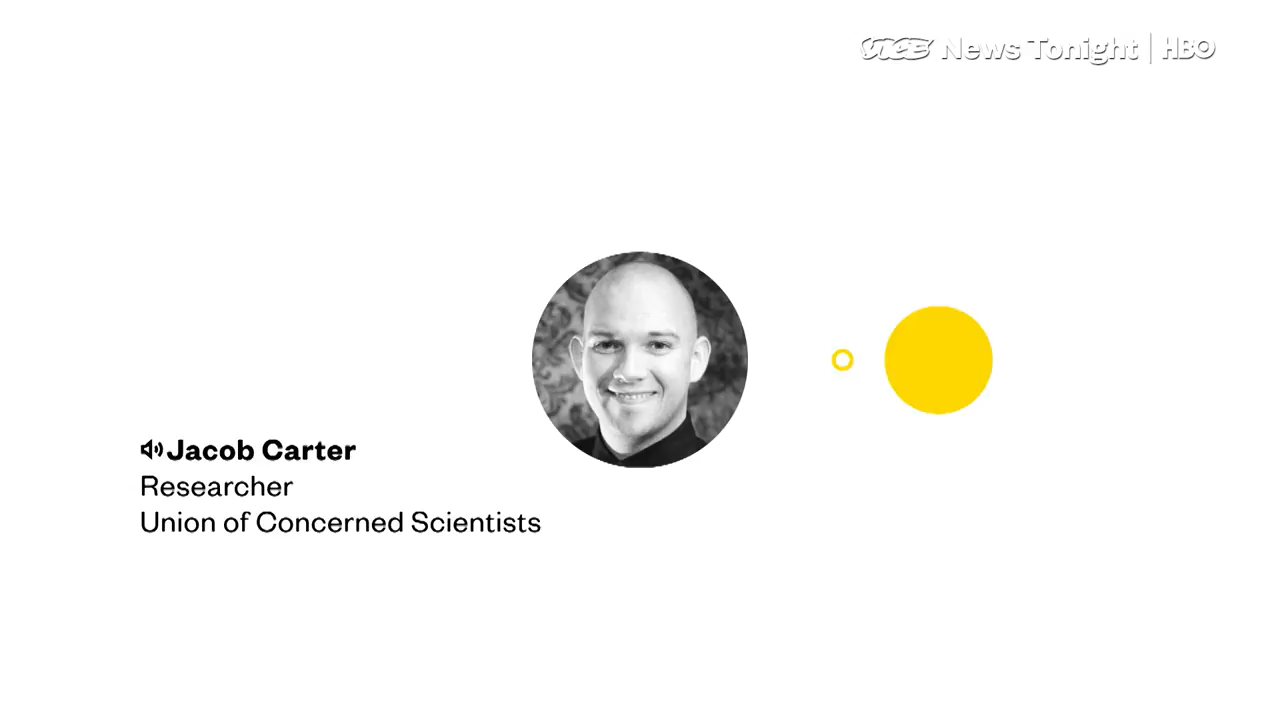 VICE News Tonight | HBO
Jacob Carter
Researcher
Union of Concerned Scientists